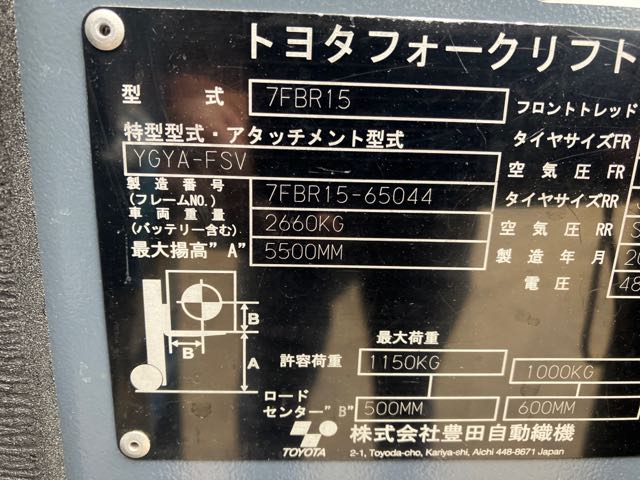 トヨタフォークリフト
型 式 7FBR15 フロントトレッド
特型型式・アタッチメント型式 タイヤサイズFR
YGYA-FSV 空気圧 FR
製造番号
(フレームNO.) 7FBR15-65044 タイヤサイズRR
車両重量
(バッテリー含む) 2660KG 空気圧 RR
最大揚高"A" 5500MM 製造年月 20
電圧 48
B
B
A
最大荷重
許容荷重 1150KG 1000KG
ロード
センター"B" 500MM 600MM
TOYOTA 株式会社豊田自動織機
2-1, Toyoda-cho, Kariya-shi, Aichi 448-8671 Japan